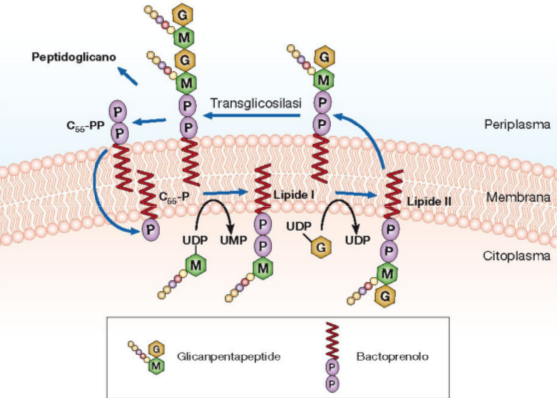 G
M
G
M
P
P
Peptidoglicano
Transglicosilasi
G
M
P
P
P
P
C₅₅-PP
Periplasma
C₅₅-P
Lipide I
Lipide II
Membrana
P
UDP
UMP
M
P
P
M
UDP
G
UDP
P
P
M
G
Citoplasma
G
M
Glicanpentapeptide
P
P
Bactoprenolo